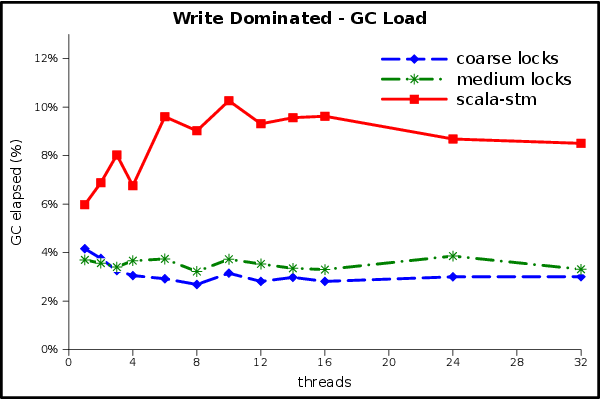 Write Dominated - GC Load
coarse locks
medium locks
scala-stm
GC elapsed (%)
12%
10%
8%
6%
4%
2%
0%
0 4 8 12 16 20 24 28 32
threads